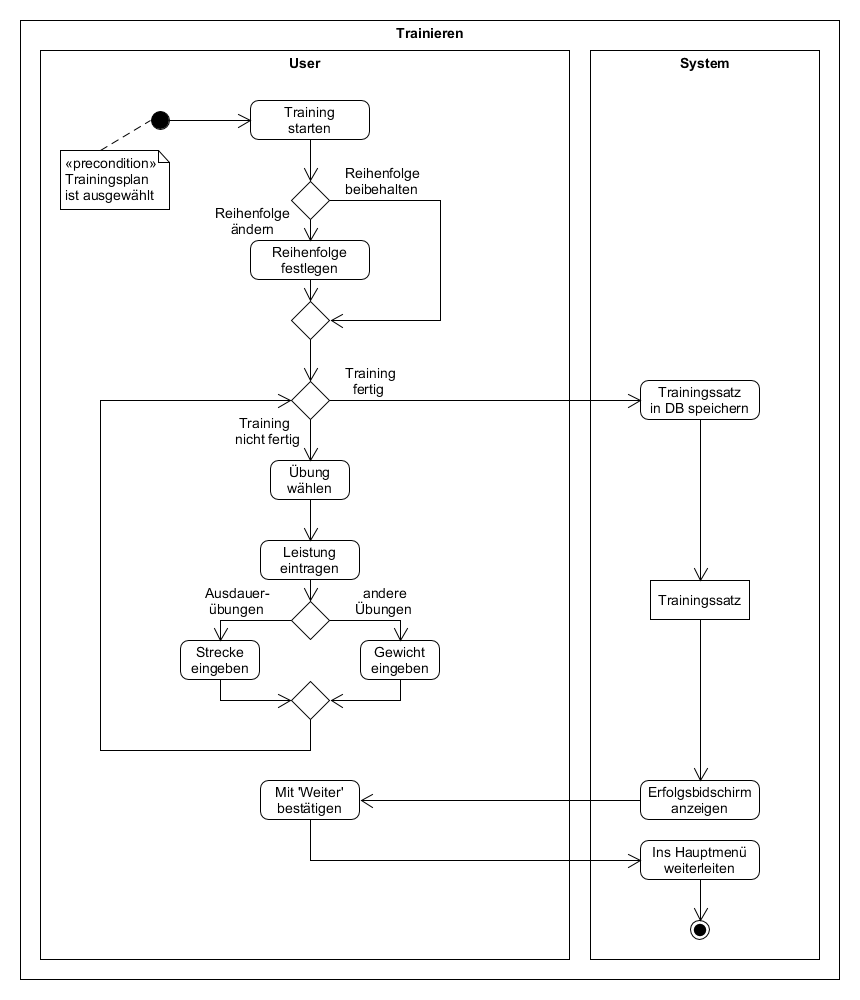 Trainieren
User
System
Training
starten
«precondition»
Trainingsplan
ist ausgewählt
Reihenfolge
beibehalten
Reihenfolge
ändern
Reihenfolge
festlegen
Training
fertig
Trainingssatz
in DB speichern
Training
nicht fertig
Übung
wählen
Leistung
eintragen
Ausdauer-
übungen
andere
Übungen
Trainingssatz
Strecke
eingeben
Gewicht
eingeben
Mit 'Weiter'
bestätigen
Erfolgsbidschirm
anzeigen
Ins Hauptmenü
weiterleiten